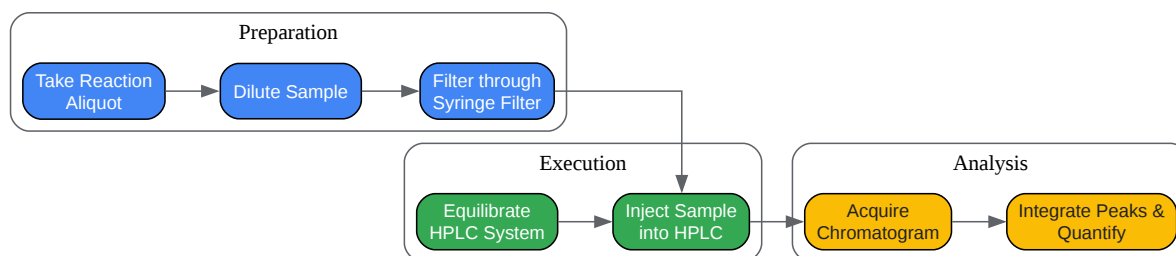 Preparation
Take Reaction
Aliquot
Dilute Sample
Filter through
Syringe Filter
Execution
Equilibrate
HPLC System
Inject Sample
into HPLC
Analysis
Acquire
Chromatogram
Integrate Peaks &
Quantify